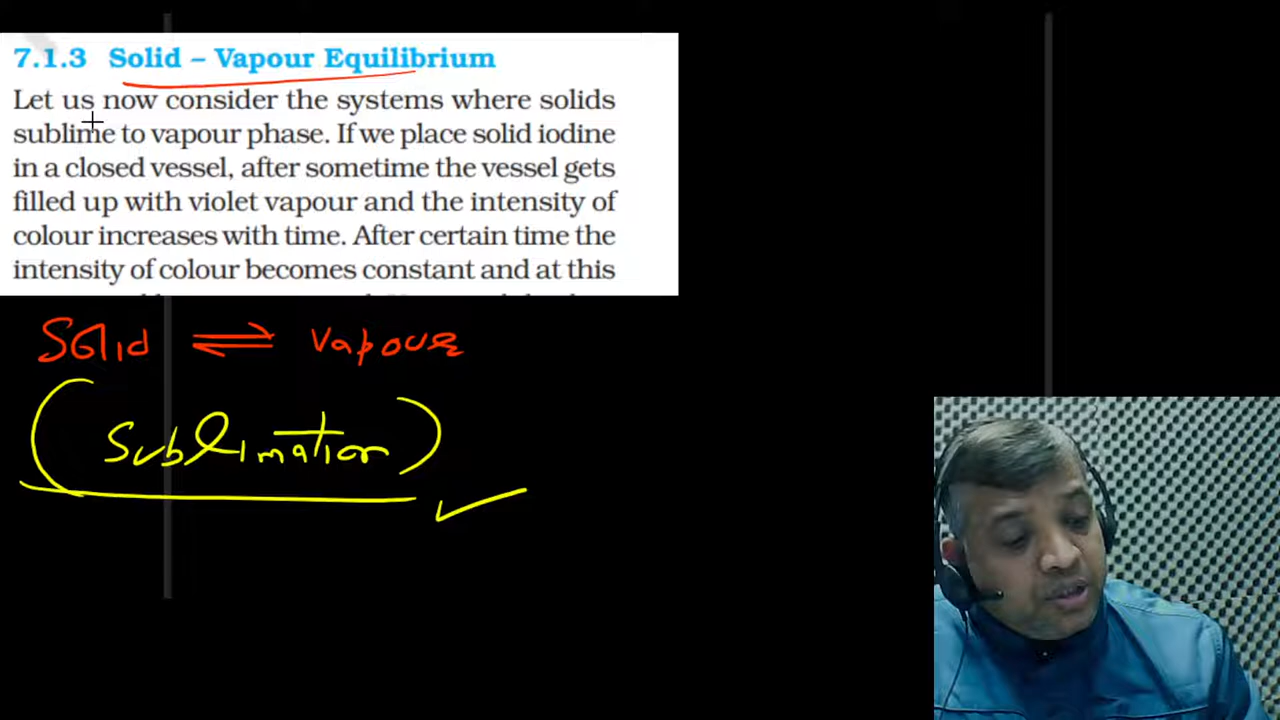 7.1.3 Solid – Vapour Equilibrium
Let us now consider the systems where solids
sublime to vapour phase. If we place solid iodine
in a closed vessel, after sometime the vessel gets
filled up with violet vapour and the intensity of
colour increases with time. After certain time the
intensity of colour becomes constant and at this
Solid ⇌ vapour
(Sublimation)